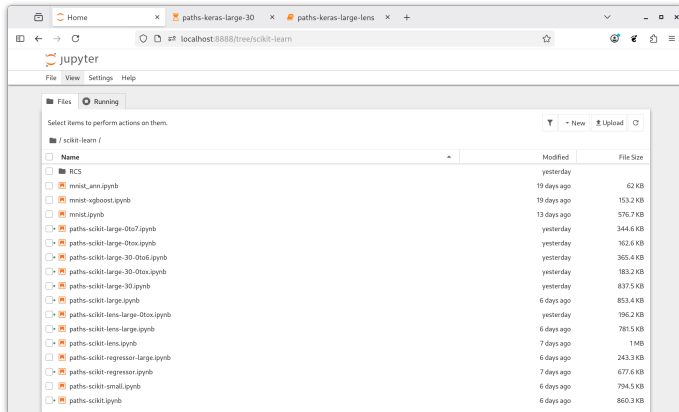 Home
paths-keras-large-30
paths-keras-large-lens
localhost:8888/tree/scikit-learn
jupyter
File View Settings Help
Files Running
Select items to perform actions on them.
New Upload
/ scikit-learn /
Name Modified File Size
RCS yesterday
mnist_ann.ipynb 19 days ago 62 KB
mnist-xgboost.ipynb 19 days ago 153.2 KB
mnist.ipynb 13 days ago 576.7 KB
paths-scikit-large-0to7.ipynb yesterday 344.6 KB
paths-scikit-large-0tox.ipynb yesterday 162.6 KB
paths-scikit-large-30-0to6.ipynb yesterday 365.4 KB
paths-scikit-large-30-0tox.ipynb yesterday 183.2 KB
paths-scikit-large-30.ipynb yesterday 837.5 KB
paths-scikit-large.ipynb 6 days ago 853.4 KB
paths-scikit-lens-large-0tox.ipynb yesterday 196.2 KB
paths-scikit-lens-large.ipynb 6 days ago 781.5 KB
paths-scikit-lens.ipynb 7 days ago 1 MB
paths-scikit-regressor-large.ipynb 6 days ago 243.3 KB
paths-scikit-regressor.ipynb 7 days ago 677.6 KB
paths-scikit-small.ipynb 6 days ago 794.5 KB
paths-scikit.ipynb 6 days ago 860.3 KB